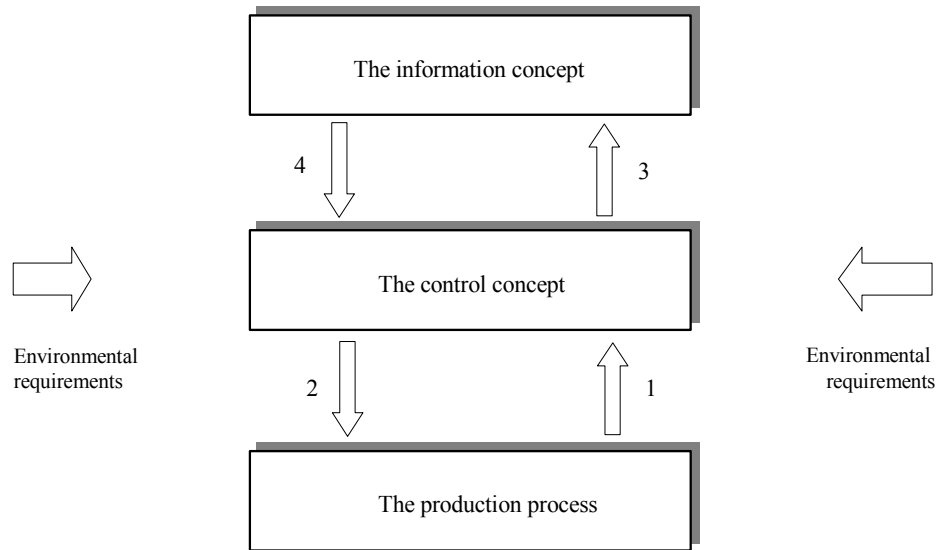 The information concept
4
3
The control concept
Environmental
requirements
Environmental
requirements
2
1
The production process